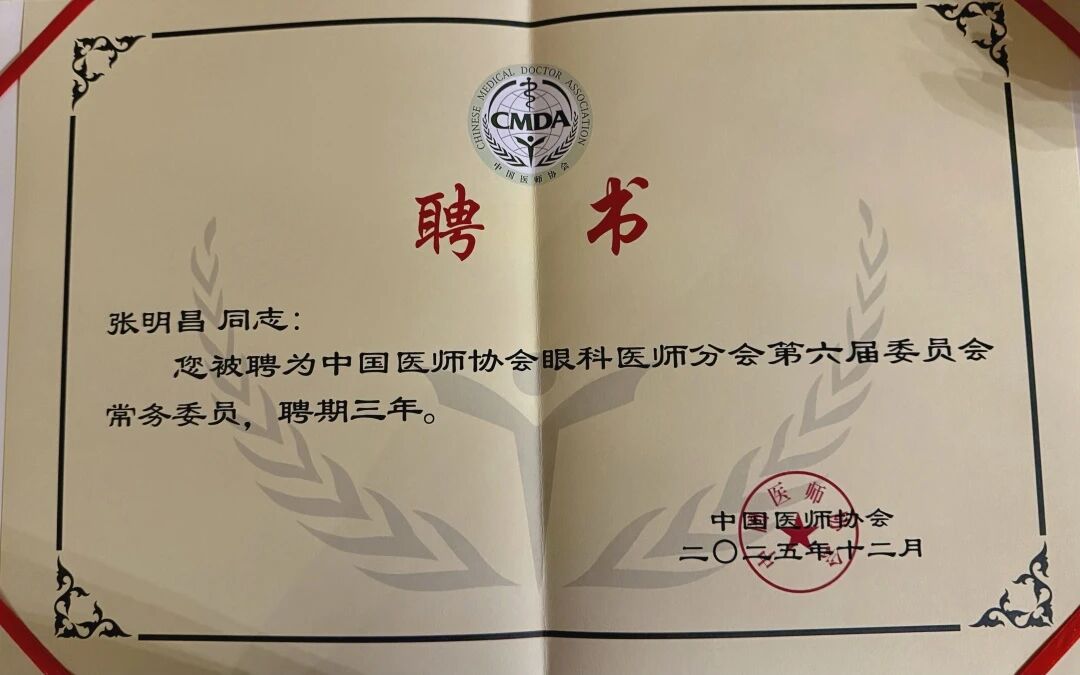 CHINESE MEDICAL DOCTOR ASSOCIATION
CMDA
中国医师协会
聘 书
张明昌 同志：
您被聘为中国医师协会眼科医师分会第六届委员会
常务委员，聘期三年。
中国医师协会
二〇二五年十二月
医师